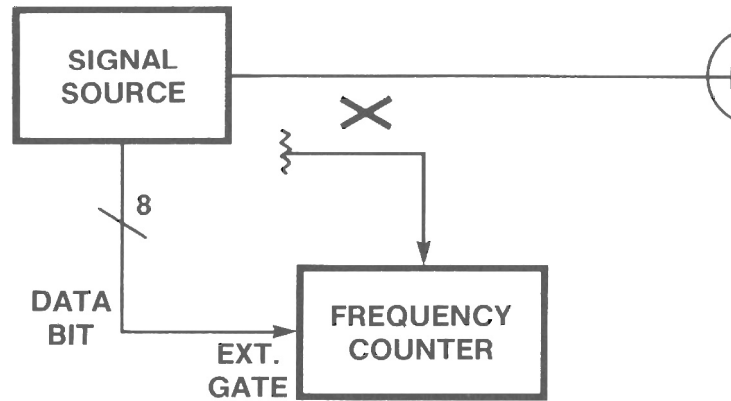 SIGNAL
SOURCE
8
DATA
BIT
EXT.
GATE
FREQUENCY
COUNTER